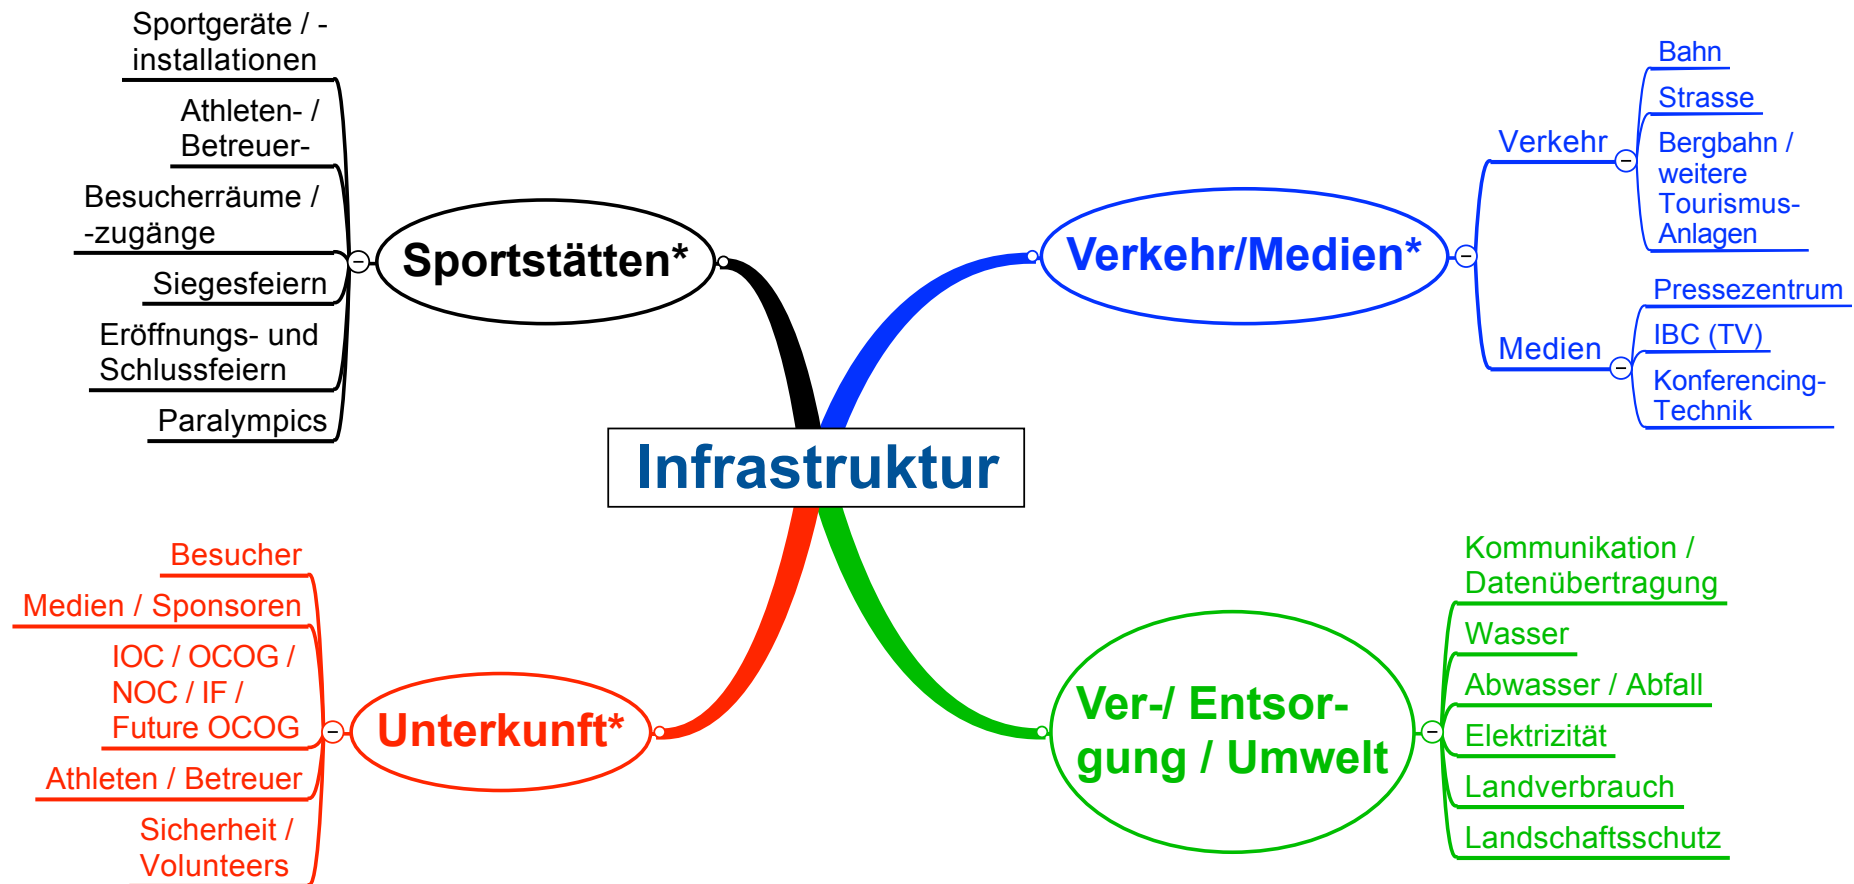 Sportgeräte / -
installationen
Athleten- /
Betreuer-
Besucherräume /
-zugänge
Siegesfeiern
Eröffnungs- und
Schlussfeiern
Paralympics
Sportstätten*
Verkehr/Medien*
Verkehr
Bahn
Strasse
Bergbahn /
weitere
Tourismus-
Anlagen
Medien
Pressezentrum
IBC (TV)
Konferencing-
Technik
Infrastruktur
Besucher
Medien / Sponsoren
IOC / OCOG /
NOC / IF /
Future OCOG
Athleten / Betreuer
Sicherheit /
Volunteers
Unterkunft*
Ver-/ Entsor-
gung / Umwelt
Kommunikation /
Datenübertragung
Wasser
Abwasser / Abfall
Elektrizität
Landverbrauch
Landschaftsschutz